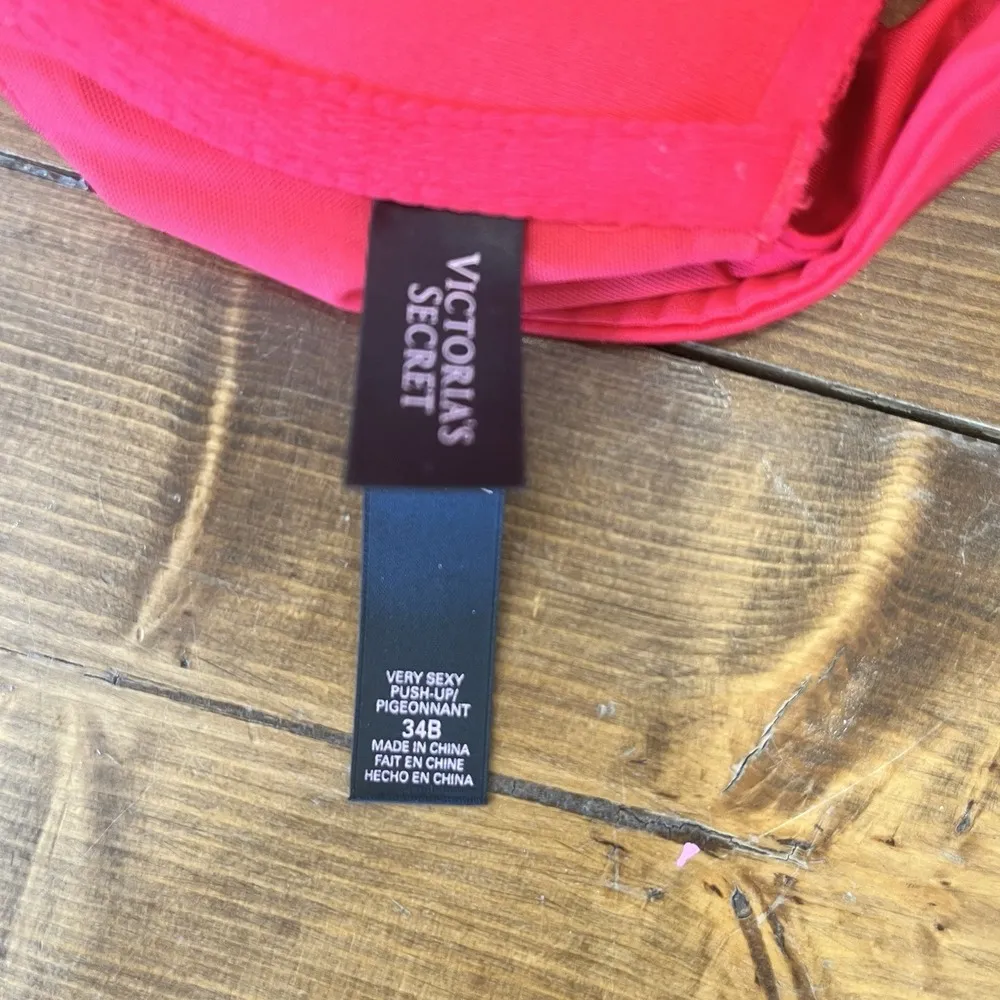 VICTORIA'S
SECRET
VERY SEXY
PUSH-UP/
PIGEONNANT
34B
MADE IN CHINA
FAIT EN CHINE
HECHO EN CHINA